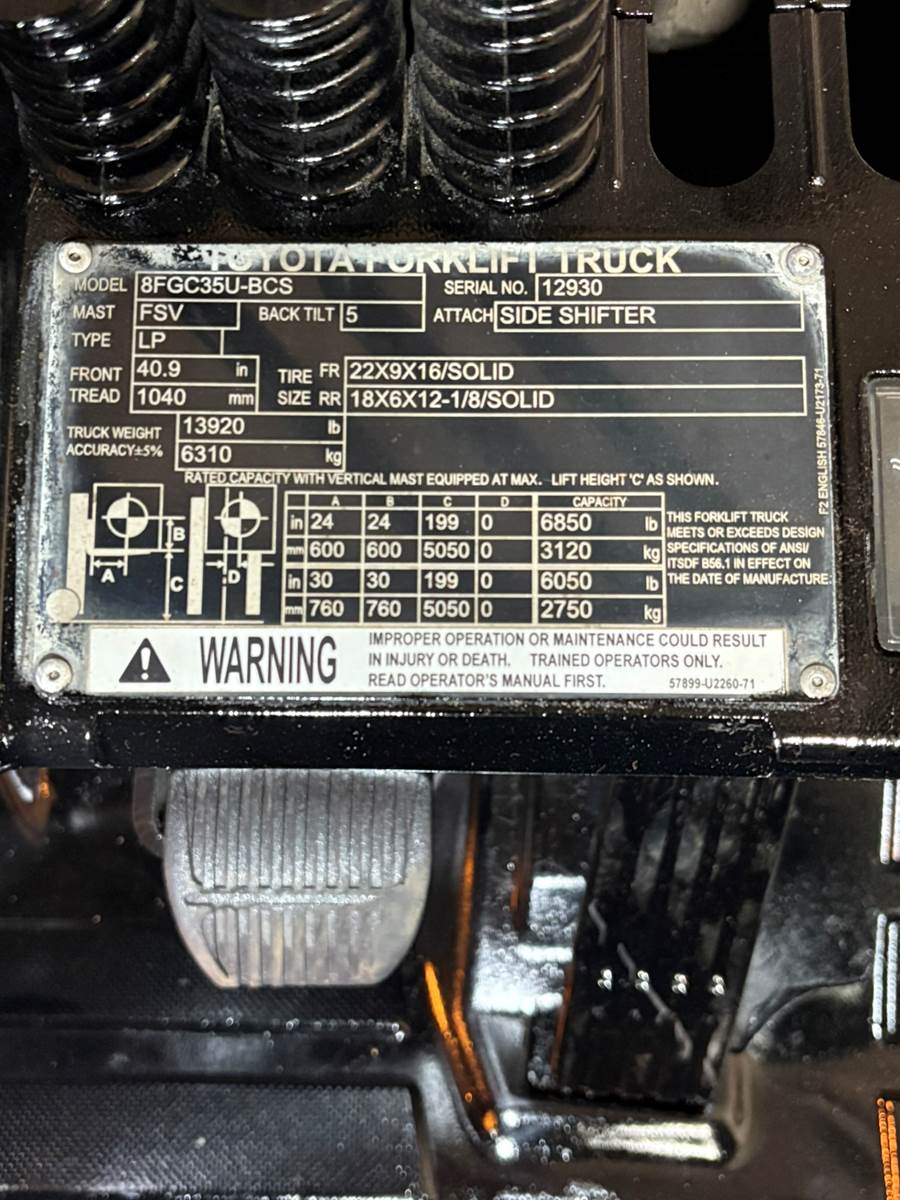 TOYOTA FORKLIFT TRUCK
MODEL 8FGC35U-BCS SERIAL NO. 12930
MAST FSV BACK TILT 5 ATTACH SIDE SHIFTER
TYPE LP
FRONT TREAD 40.9 in 1040 mm
TIRE SIZE FR 22X9X16/SOLID
RR 18X6X12-1/8/SOLID
TRUCK WEIGHT 13920 lb
ACCURACY±5% 6310 kg
RATED CAPACITY WITH VERTICAL MAST EQUIPPED AT MAX. LIFT HEIGHT 'C' AS SHOWN.
A B C D CAPACITY
in 24 24 199 0 6850 lb
mm 600 600 5050 0 3120 kg
in 30 30 199 0 6050 lb
mm 760 760 5050 0 2750 kg
A B C D
THIS FORKLIFT TRUCK
MEETS OR EXCEEDS DESIGN
SPECIFICATIONS OF ANSI/
ITSDF B56.1 IN EFFECT ON
THE DATE OF MANUFACTURE.
F2 ENGLISH 57846-U2173-71
WARNING
IMPROPER OPERATION OR MAINTENANCE COULD RESULT
IN INJURY OR DEATH. TRAINED OPERATORS ONLY.
READ OPERATOR'S MANUAL FIRST. 57899-U2260-71